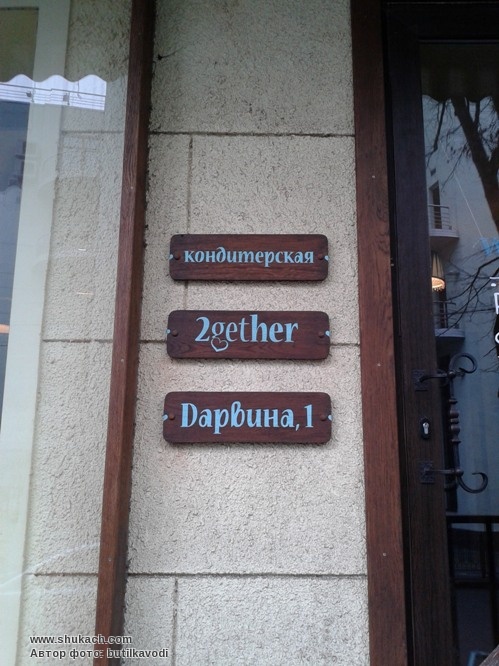 кондитерская
2gether
Дарвина, 1
www.shukach.com
Автор фото: butilkavodi